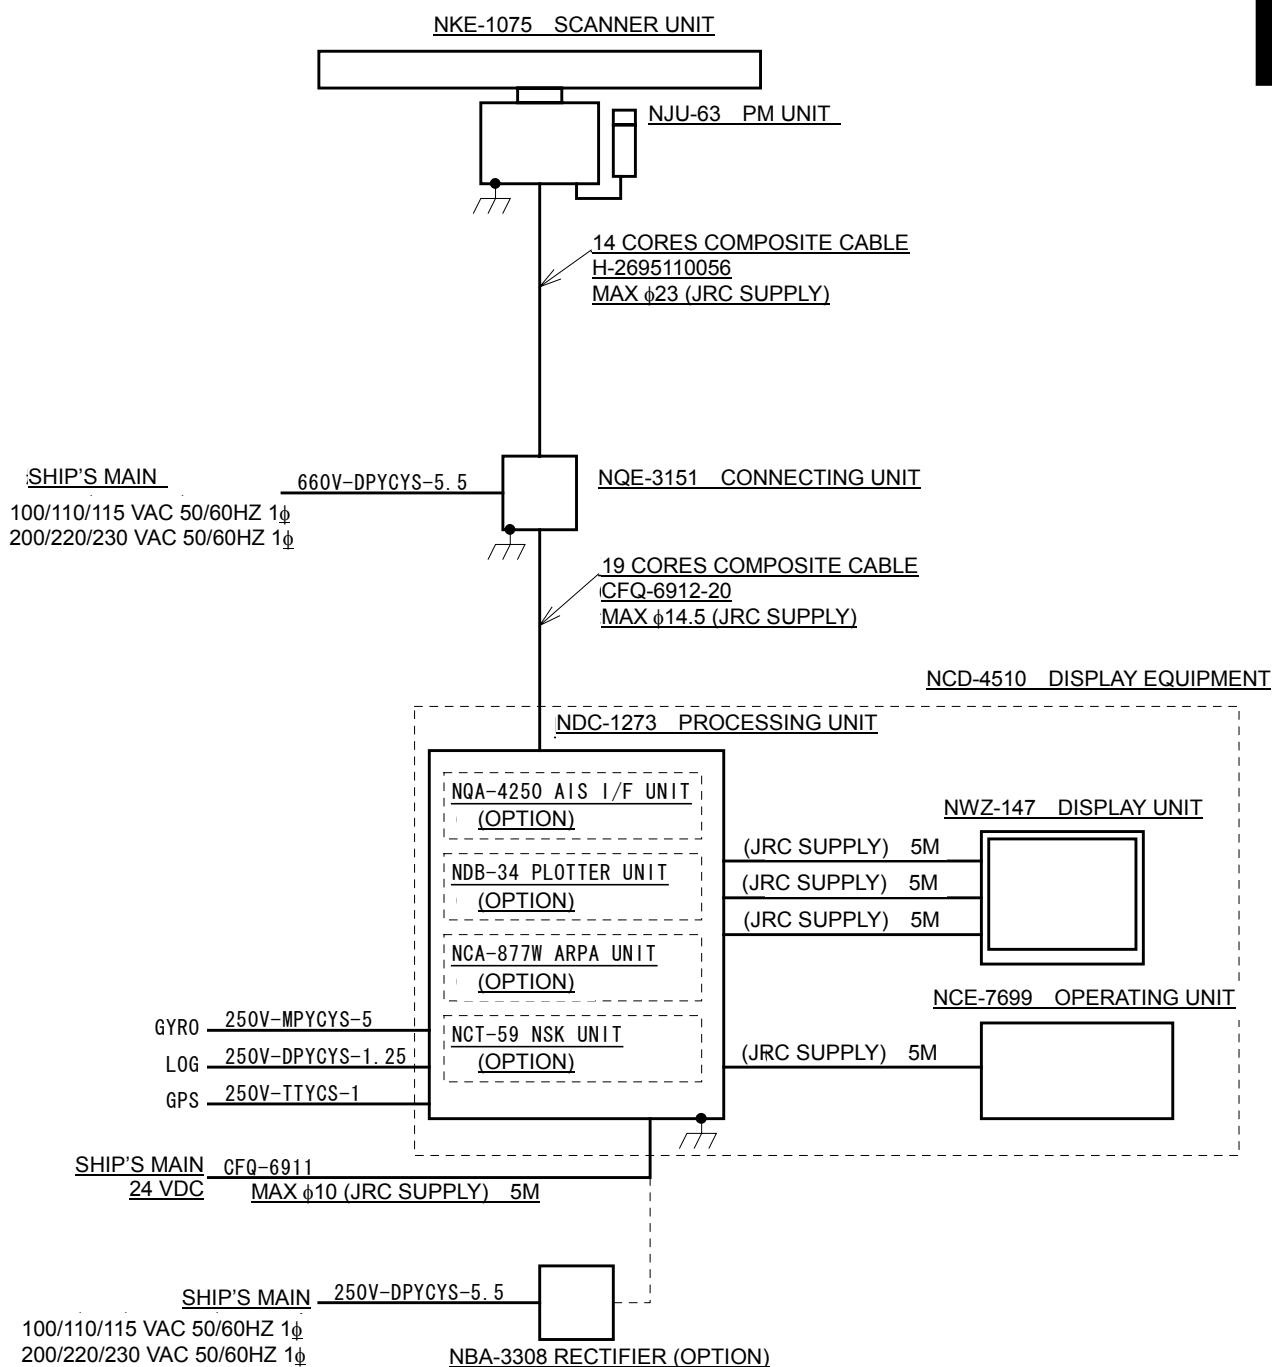 NKE-1075 SCANNER UNIT
NJU-63 PM UNIT
14 CORES COMPOSITE CABLE
H-2695110056
MAX ϕ23 (JRC SUPPLY)
SHIP'S MAIN
660V-DPYCYS-5.5
100/110/115 VAC 50/60HZ 1ϕ
200/220/230 VAC 50/60HZ 1ϕ
NQE-3151 CONNECTING UNIT
19 CORES COMPOSITE CABLE
CFQ-6912-20
MAX ϕ14.5 (JRC SUPPLY)
NCD-4510 DISPLAY EQUIPMENT
NDC-1273 PROCESSING UNIT
NQA-4250 AIS I/F UNIT
(OPTION)
NDB-34 PLOTTER UNIT
(OPTION)
NCA-877W ARPA UNIT
(OPTION)
NCT-59 NSK UNIT
(OPTION)
NWZ-147 DISPLAY UNIT
(JRC SUPPLY) 5M
(JRC SUPPLY) 5M
(JRC SUPPLY) 5M
NCE-7699 OPERATING UNIT
(JRC SUPPLY) 5M
GYRO 250V-MPYCYS-5
LOG 250V-DPYCYS-1.25
GPS 250V-TTYCS-1
SHIP'S MAIN CFQ-6911
24 VDC MAX ϕ10 (JRC SUPPLY) 5M
SHIP'S MAIN 250V-DPYCYS-5.5
100/110/115 VAC 50/60HZ 1ϕ
200/220/230 VAC 50/60HZ 1ϕ
NBA-3308 RECTIFIER (OPTION)